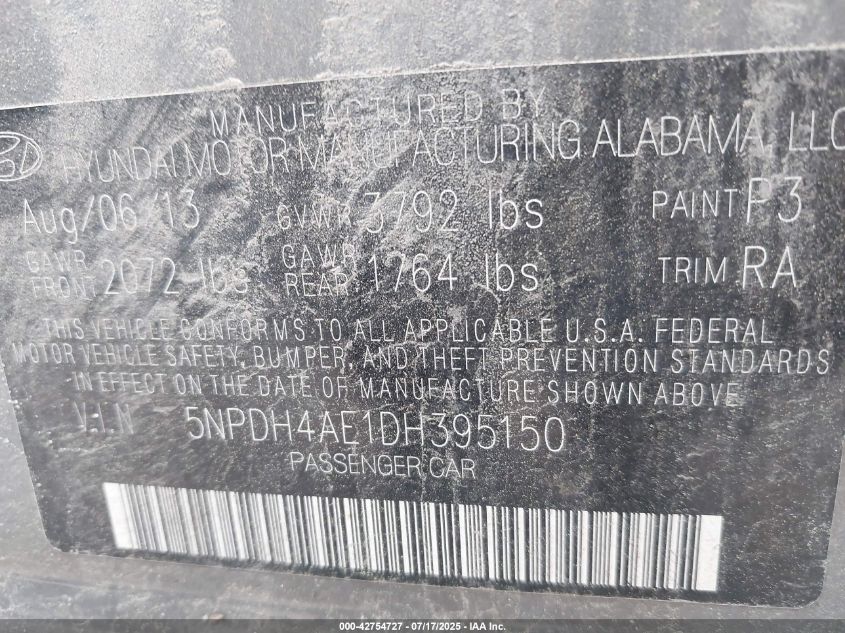 MANUFACTURED BY
HYUNDAI MOTOR MANUFACTURING ALABAMA, LLC
Aug/06/13 GVWR 3792 lbs PAINT P3
GAWR FRONT 2072 lbs GAWR REAR 1764 lbs TRIM RA
THIS VEHICLE CONFORMS TO ALL APPLICABLE U.S.A. FEDERAL
MOTOR VEHICLE SAFETY, BUMPER, AND THEFT PREVENTION STANDARDS
IN EFFECT ON THE DATE OF MANUFACTURE SHOWN ABOVE.
V.I.N 5NPDH4AE1DH395150
PASSENGER CAR
000-42754727 - 07/17/2025 - IAA Inc.